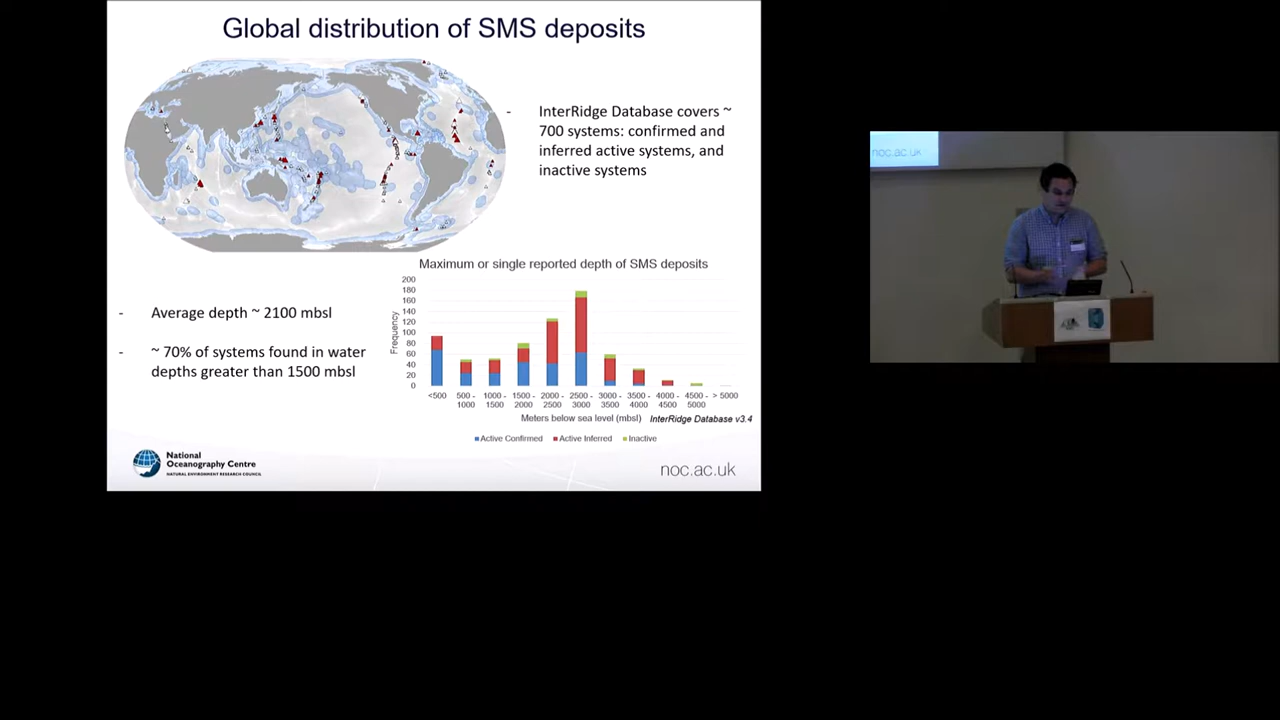 Global distribution of SMS deposits
- InterRidge Database covers ~
700 systems: confirmed and
inferred active systems, and
inactive systems
- Average depth ~ 2100 mbsl
- ~ 70% of systems found in water
depths greater than 1500 mbsl
Maximum or single reported depth of SMS deposits
Frequency
200
180
160
140
120
100
80
60
40
20
0
<500
500 - 1000
1000 - 1500
1500 - 2000
2000 - 2500
2500 - 3000
3000 - 3500
3500 - 4000
4000 - 4500
4500 - 5000
> 5000
Meters below sea level (mbsl)
InterRidge Database v3.4
Active Confirmed
Active Inferred
Inactive
National
Oceanography Centre
NATURAL ENVIRONMENT RESEARCH COUNCIL
noc.ac.uk
noc.ac.uk